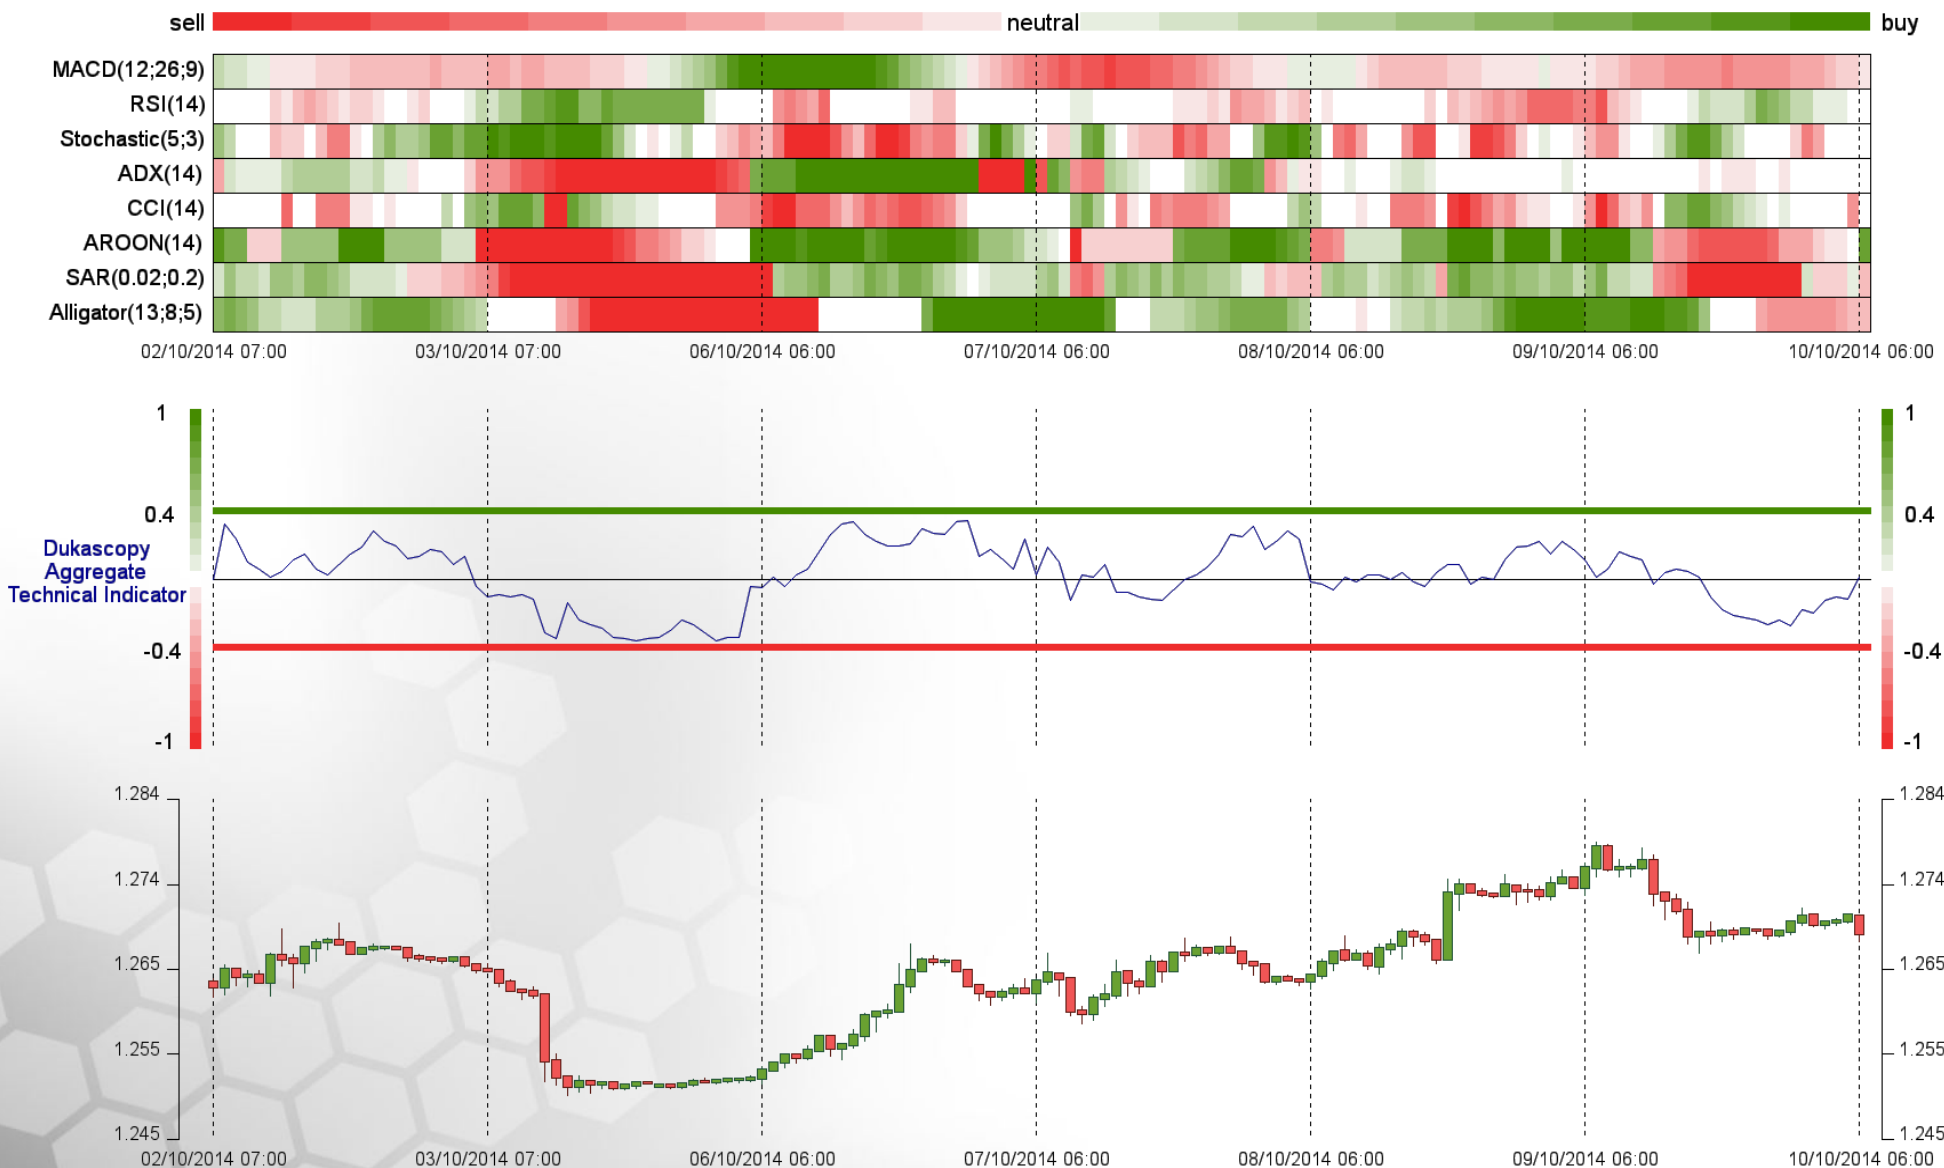 sell neutral buy
MACD(12;26;9)
RSI(14)
Stochastic(5;3)
ADX(14)
CCI(14)
AROON(14)
SAR(0.02;0.2)
Alligator(13;8;5)
02/10/2014 07:00 03/10/2014 07:00 06/10/2014 06:00 07/10/2014 06:00 08/10/2014 06:00 09/10/2014 06:00 10/10/2014 06:00
1 1
0.4 0.4
Dukascopy
Aggregate
Technical Indicator
-0.4 -0.4
-1 -1
1.284 1.284
1.274 1.274
1.265 1.265
1.255 1.255
1.245 1.245
02/10/2014 07:00 03/10/2014 07:00 06/10/2014 06:00 07/10/2014 06:00 08/10/2014 06:00 09/10/2014 06:00 10/10/2014 06:00